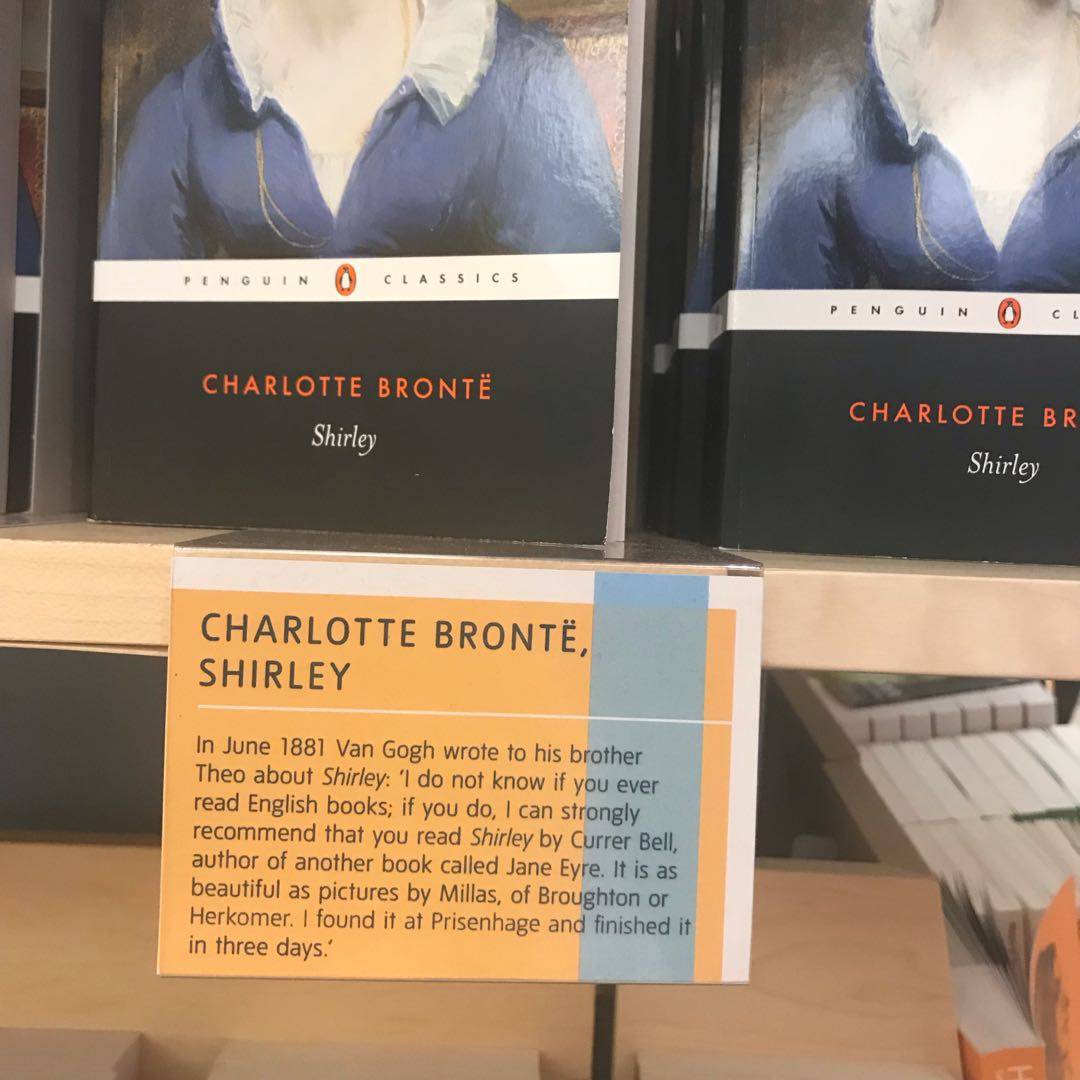 PENGUIN CLASSICS
CHARLOTTE BRONTË
Shirley
PENGUIN CL
CHARLOTTE BR
Shirley
CHARLOTTE BRONTË,
SHIRLEY
In June 1881 Van Gogh wrote to his brother
Theo about Shirley: ‘I do not know if you ever
read English books; if you do, I can strongly
recommend that you read Shirley by Currer Bell,
author of another book called Jane Eyre. It is as
beautiful as pictures by Millas, of Broughton or
Herkomer. I found it at Prisenhage and finished it
in three days.’